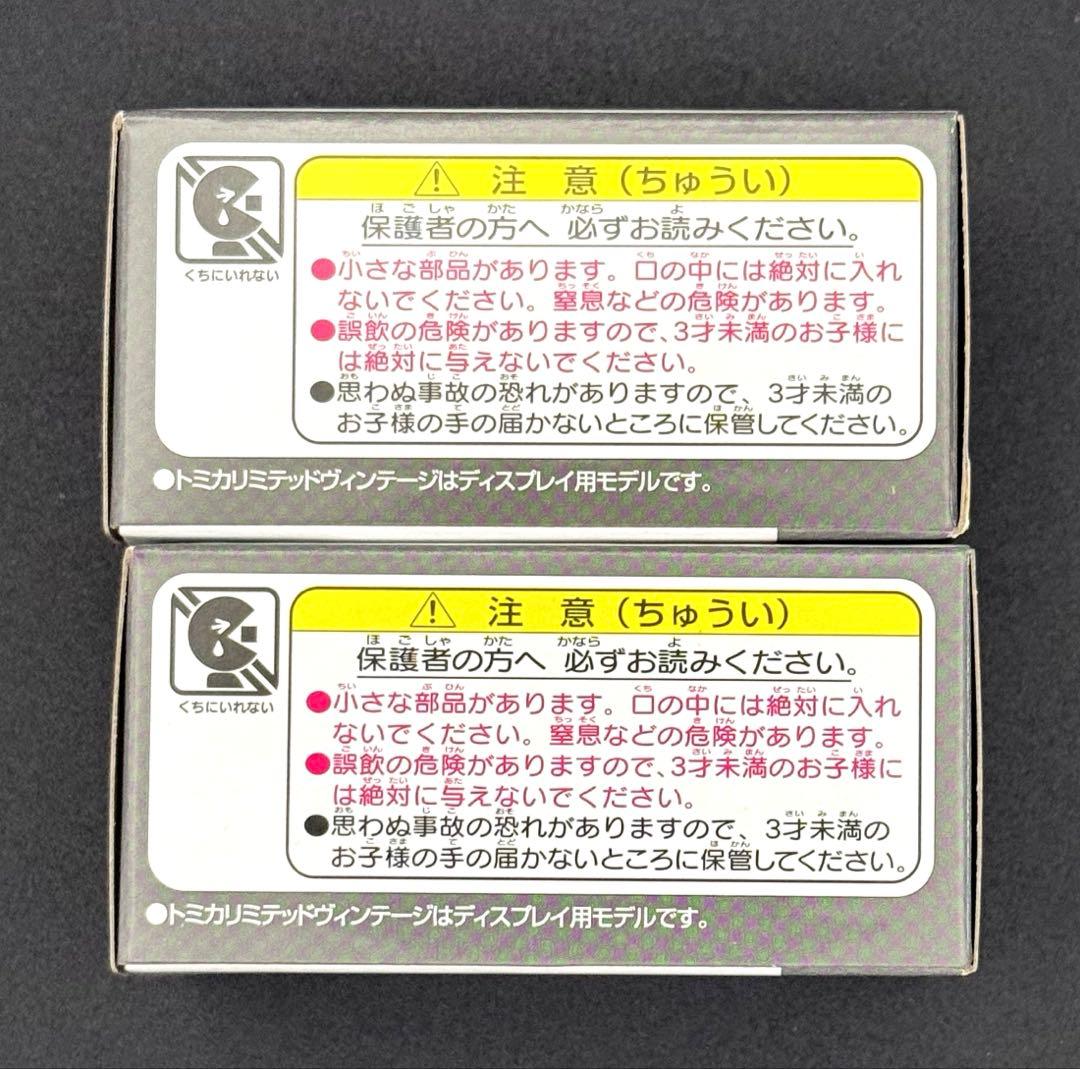 ⚠ 注 意（ちゅうい）
保護者の方へ 必ずお読みください。
●小さな部品があります。口の中には絶対に入れ
ないでください。窒息などの危険があります。
●誤飲の危険がありますので、3才未満のお子様に
は絶対に与えないでください。
●思わぬ事故の恐れがありますので、3才未満の
お子様の手の届かないところに保管してください。
くちにいれない
●トミカリミテッドヴィンテージはディスプレイ用モデルです。
⚠ 注 意（ちゅうい）
保護者の方へ 必ずお読みください。
●小さな部品があります。口の中には絶対に入れ
ないでください。窒息などの危険があります。
●誤飲の危険がありますので、3才未満のお子様に
は絶対に与えないでください。
●思わぬ事故の恐れがありますので、3才未満の
お子様の手の届かないところに保管してください。
くちにいれない
●トミカリミテッドヴィンテージはディスプレイ用モデルです。